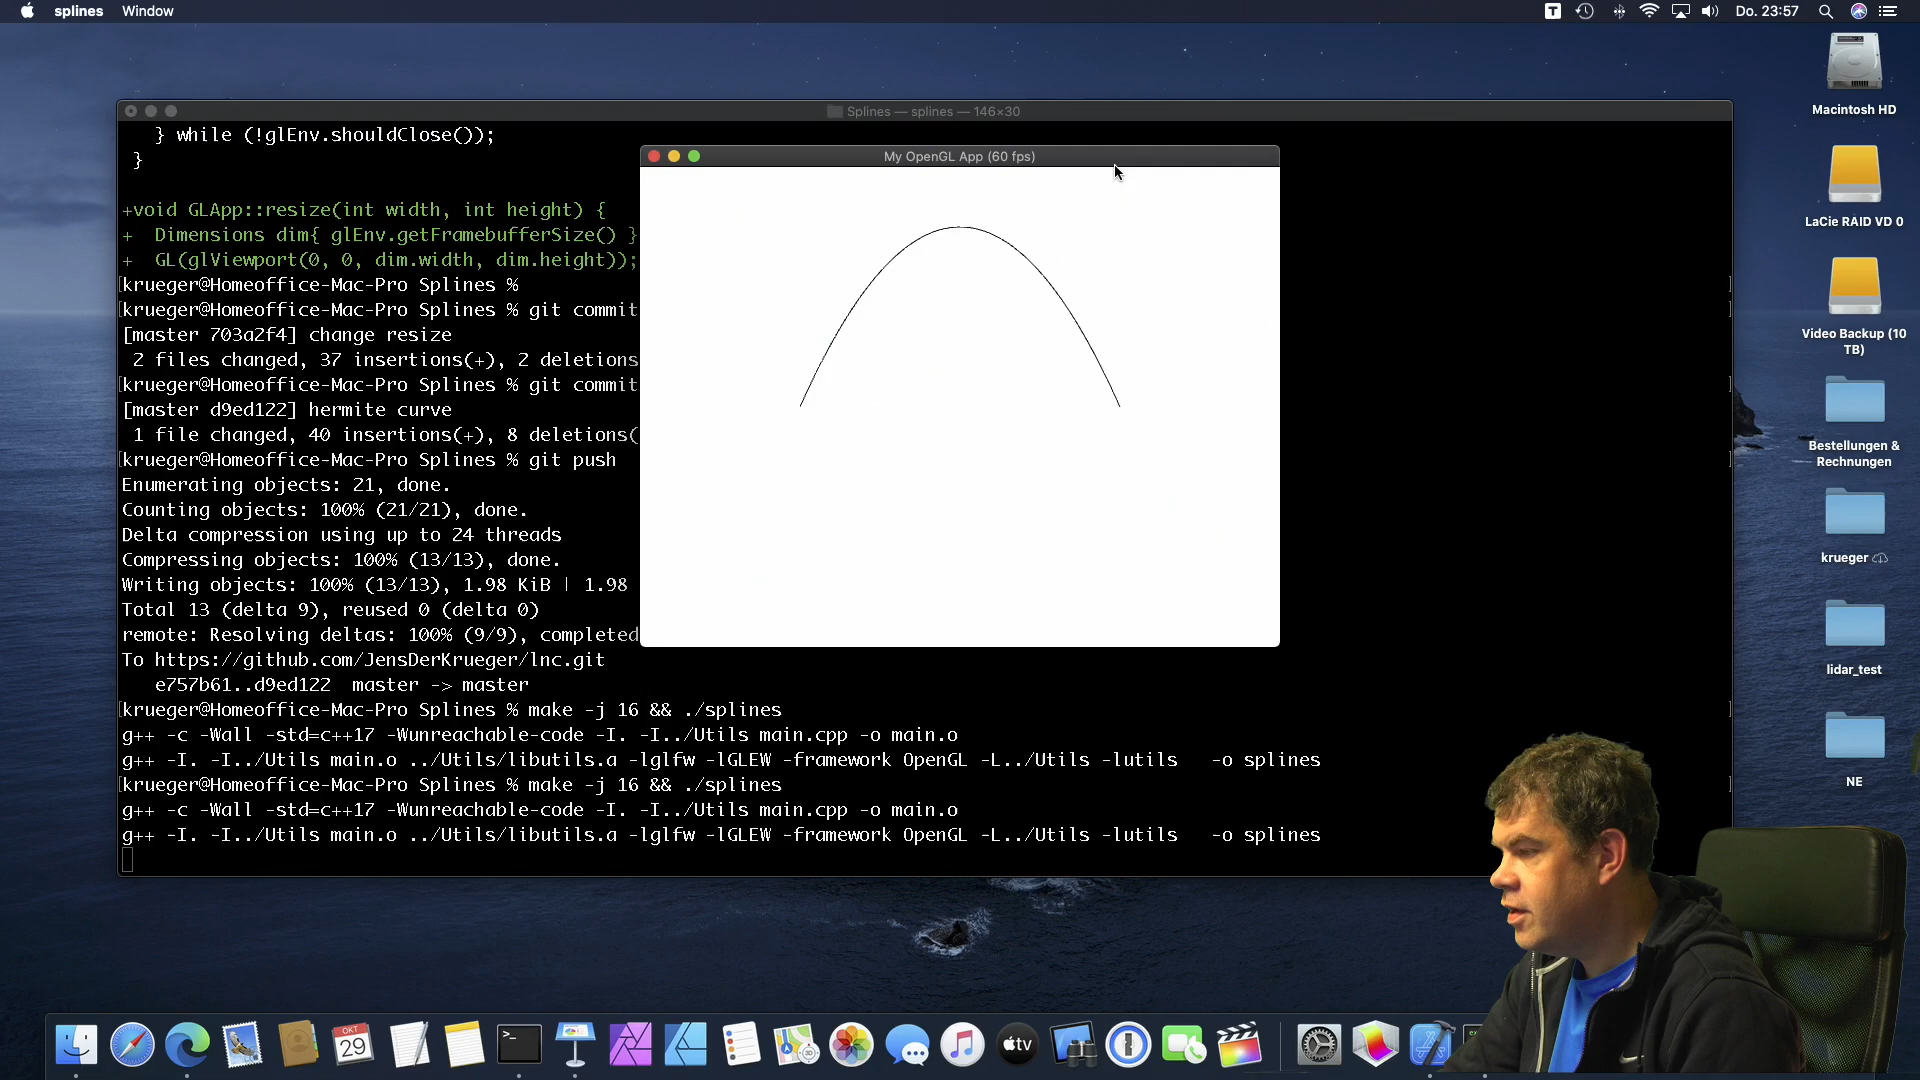 splines Window
T Do. 23:57
Macintosh HD
LaCie RAID VD 0
Video Backup (10
TB)
Bestellungen &
Rechnungen
krueger
lidar_test
NE
Splines — splines — 146×30
} while (!glEnv.shouldClose());
}
+void GLApp::resize(int width, int height) {
+  Dimensions dim{ glEnv.getFramebufferSize() }
+  GL(glViewport(0, 0, dim.width, dim.height));
[krueger@Homeoffice-Mac-Pro Splines % ]
[krueger@Homeoffice-Mac-Pro Splines % git commit ]
[master 703a2f4] change resize
2 files changed, 37 insertions(+), 2 deletions
[krueger@Homeoffice-Mac-Pro Splines % git commit ]
[master d9ed122] hermite curve
1 file changed, 40 insertions(+), 8 deletions(
[krueger@Homeoffice-Mac-Pro Splines % git push ]
Enumerating objects: 21, done.
Counting objects: 100% (21/21), done.
Delta compression using up to 24 threads
Compressing objects: 100% (13/13), done.
Writing objects: 100% (13/13), 1.98 KiB | 1.98
Total 13 (delta 9), reused 0 (delta 0)
remote: Resolving deltas: 100% (9/9), completed
To https://github.com/JensDerKrueger/lnc.git
e757b61..d9ed122  master -> master
[krueger@Homeoffice-Mac-Pro Splines % make -j 16 && ./splines ]
g++ -c -Wall -std=c++17 -Wunreachable-code -I. -I../Utils main.cpp -o main.o
g++ -I. -I../Utils main.o ../Utils/libutils.a -lglfw -lGLEW -framework OpenGL -L../Utils -lutils   -o splines
[krueger@Homeoffice-Mac-Pro Splines % make -j 16 && ./splines ]
g++ -c -Wall -std=c++17 -Wunreachable-code -I. -I../Utils main.cpp -o main.o
g++ -I. -I../Utils main.o ../Utils/libutils.a -lglfw -lGLEW -framework OpenGL -L../Utils -lutils   -o splines
My OpenGL App (60 fps)
OKT
29
>_
tv